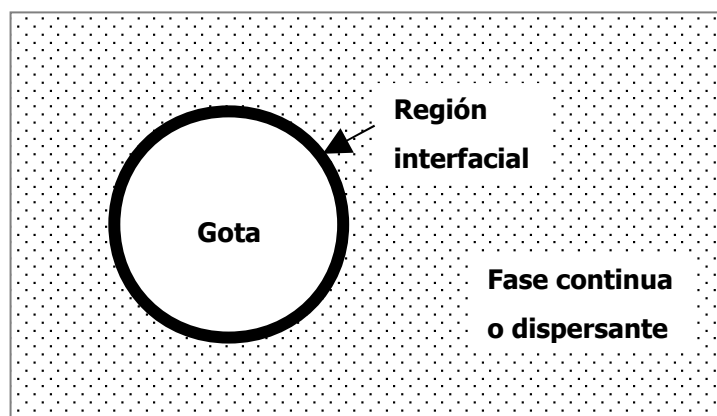 Región
interfacial
Gota
Fase continua
o dispersante